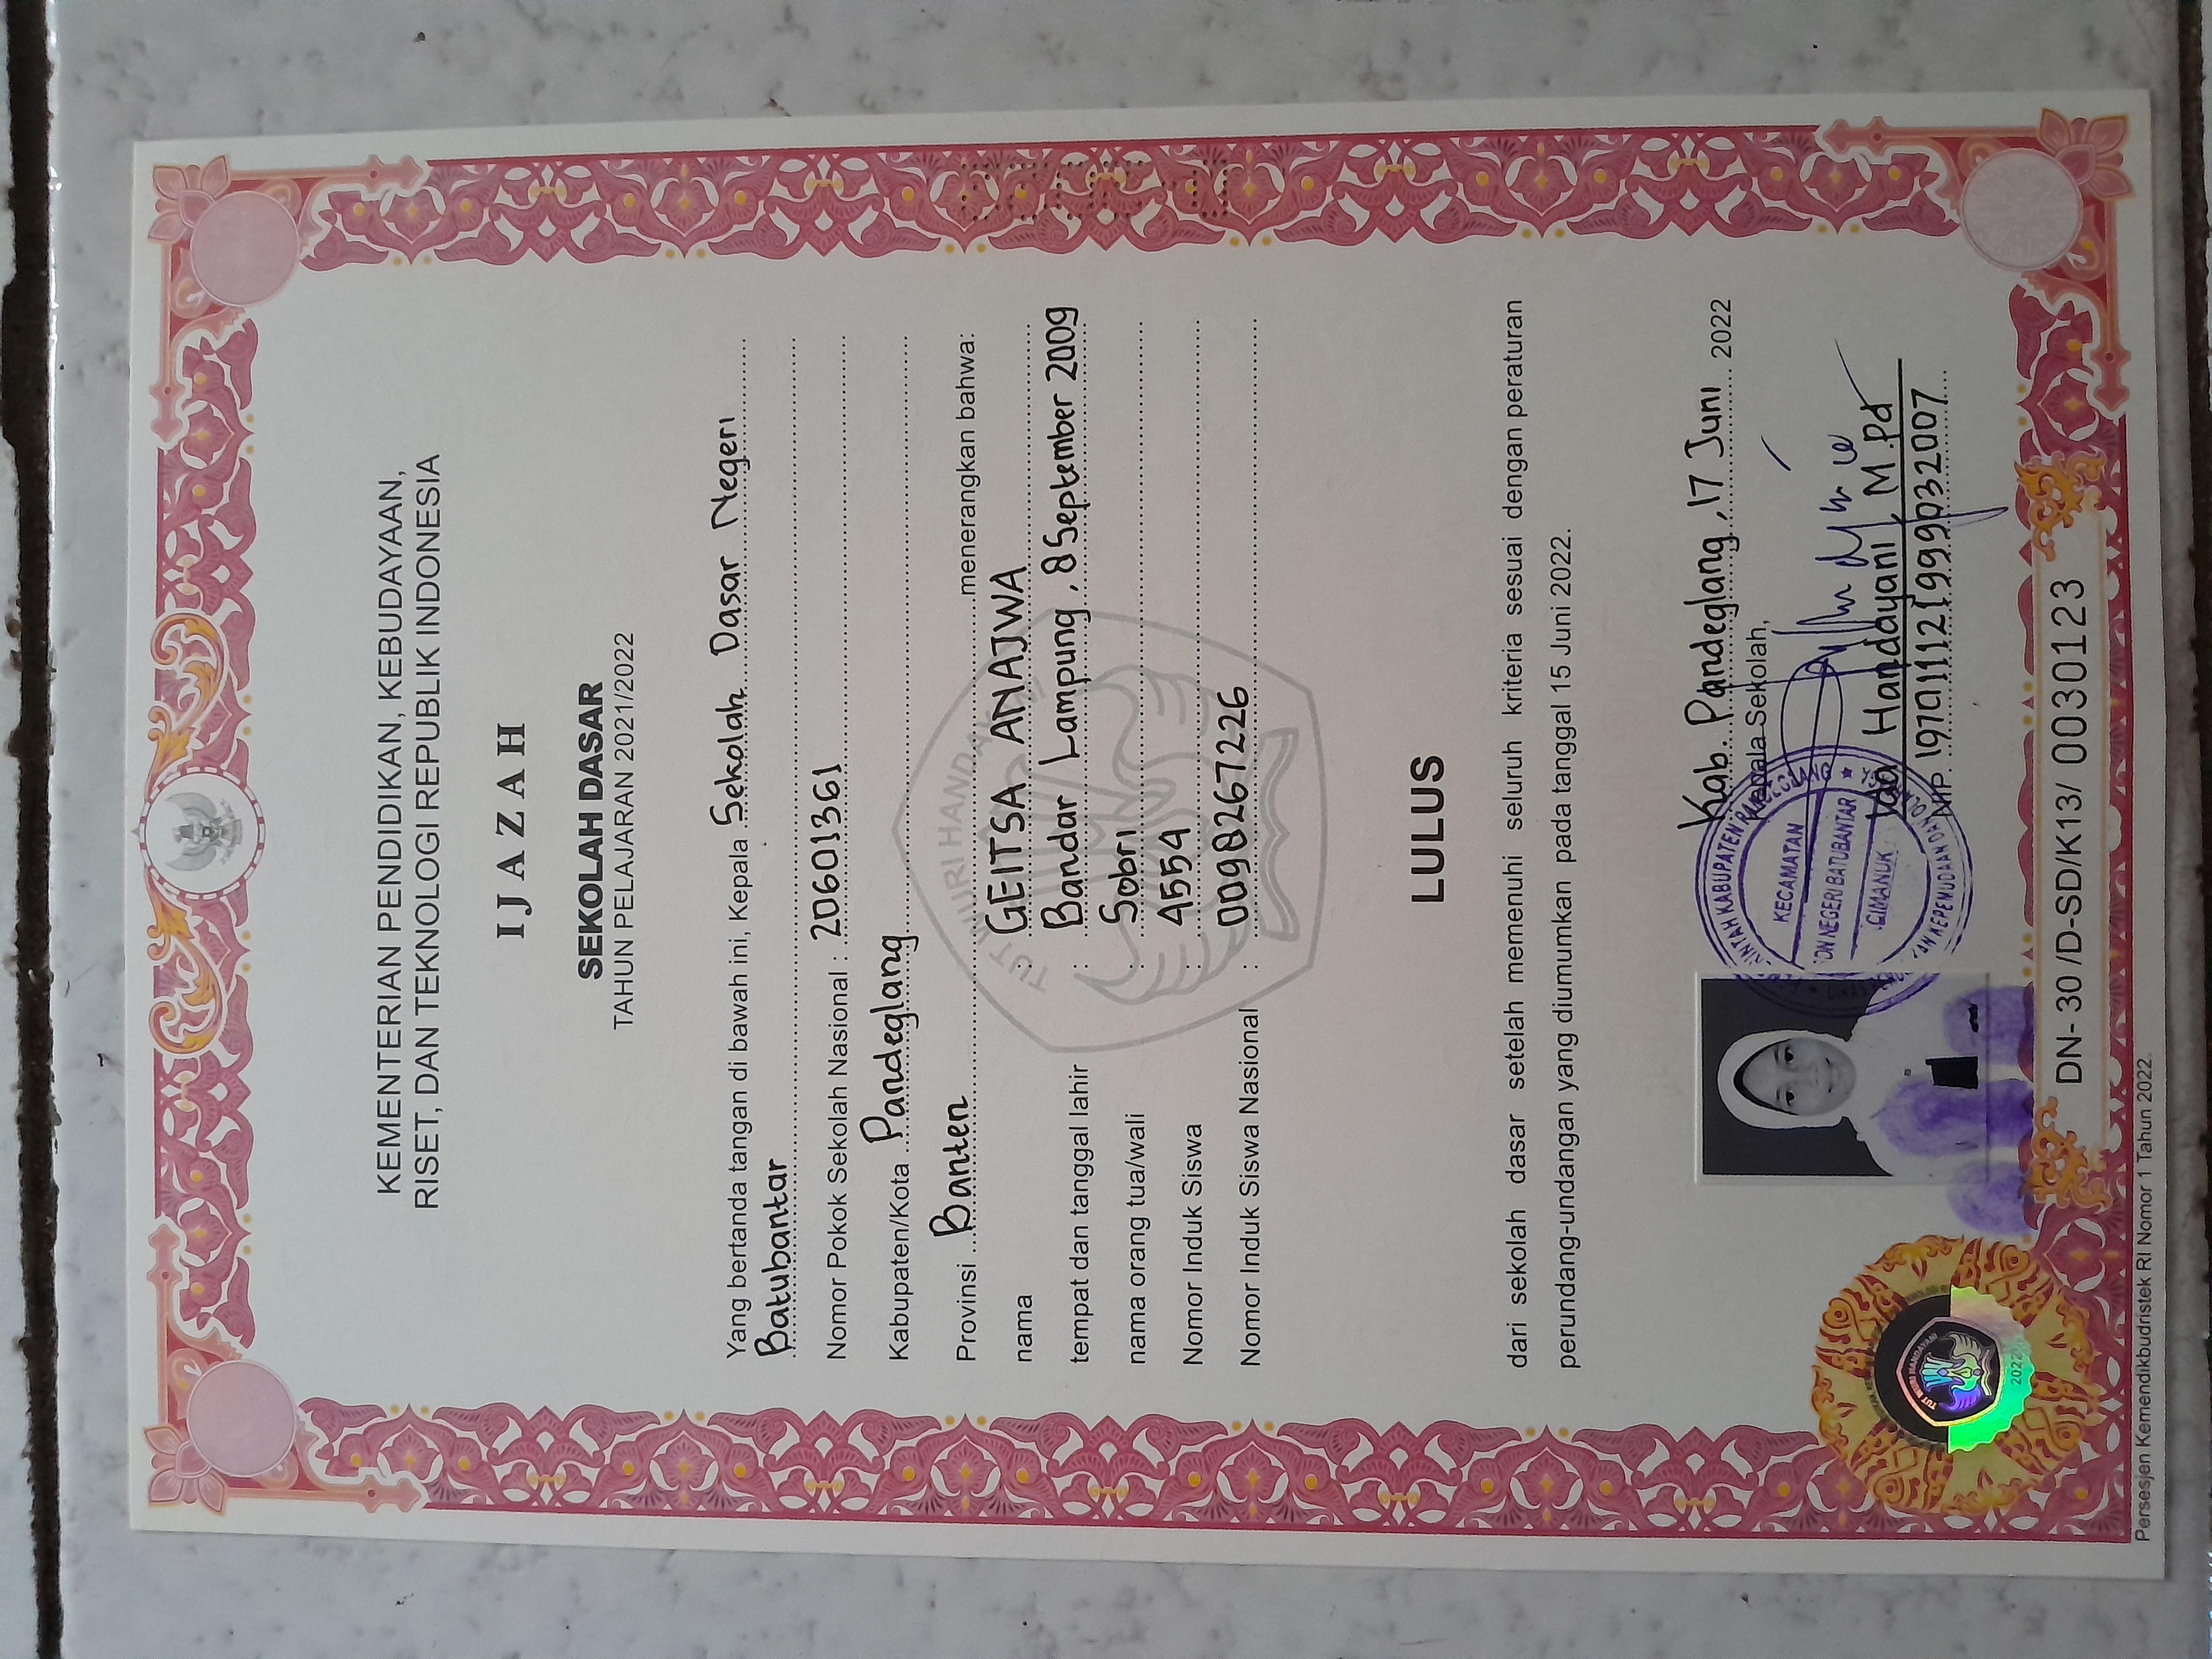 KEMENTERIAN PENDIDIKAN, KEBUDAYAAN,
RISET, DAN TEKNOLOGI REPUBLIK INDONESIA
IJAZAH
SEKOLAH DASAR
TAHUN PELAJARAN 2021/2022
Yang bertanda tangan di bawah ini, Kepala Sekolah Dasar Negeri
Batubantar
Nomor Pokok Sekolah Nasional : 20601361
Kabupaten/Kota Pandeglang
Provinsi Banten menerangkan bahwa:
TUT WURI HANDAYANI
nama : GEITSA ANAJWA
tempat dan tanggal lahir : Bandar Lampung, 8 September 2009
nama orang tua/wali : Sobri
Nomor Induk Siswa : 4554
Nomor Induk Siswa Nasional : 0098267226
LULUS
dari sekolah dasar setelah memenuhi seluruh kriteria sesuai dengan peraturan
perundang-undangan yang diumumkan pada tanggal 15 Juni 2022.
Kab. Pandeglang, 17 Juni 2022
Kepala Sekolah,
KABUPATEN PANDEGLANG
KECAMATAN
NEGERI BATUBANTAR
CIMANUK
KEPEMUDAAN DAN
Ida Handayani, M.Pd
NIP. 197011121999032007
TUT WURI HANDAYANI
2022
DN- 30 /D-SD/K13/ 0030123
Persesjen Kemendikbudristek RI Nomor 1 Tahun 2022